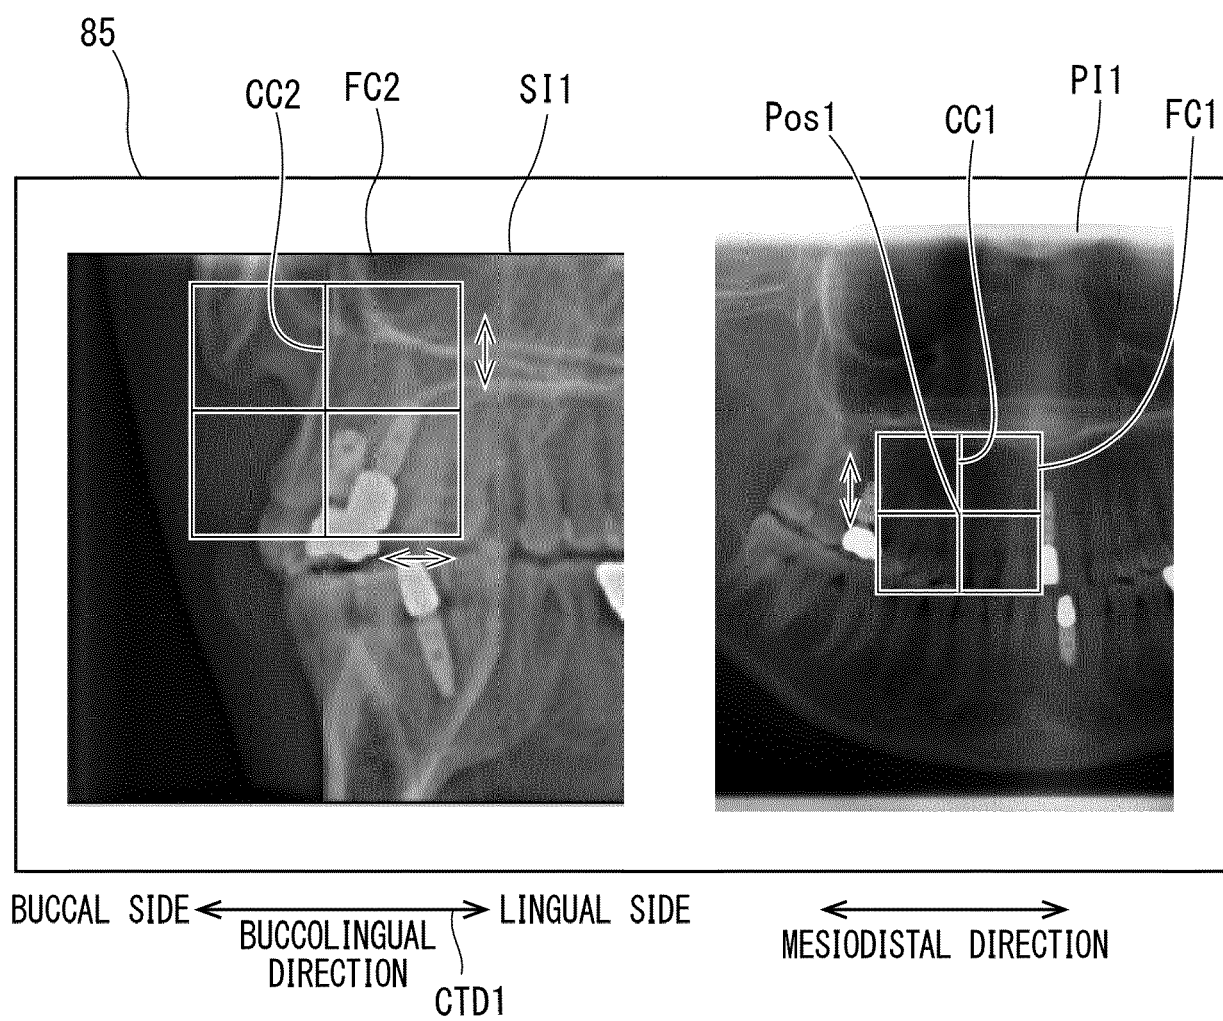 85
CC2
FC2
SI1
Pos1
CC1
PI1
FC1
BUCCAL SIDE
BUCCOLINGUAL
DIRECTION
LINGUAL SIDE
MESIODISTAL DIRECTION
CTD1